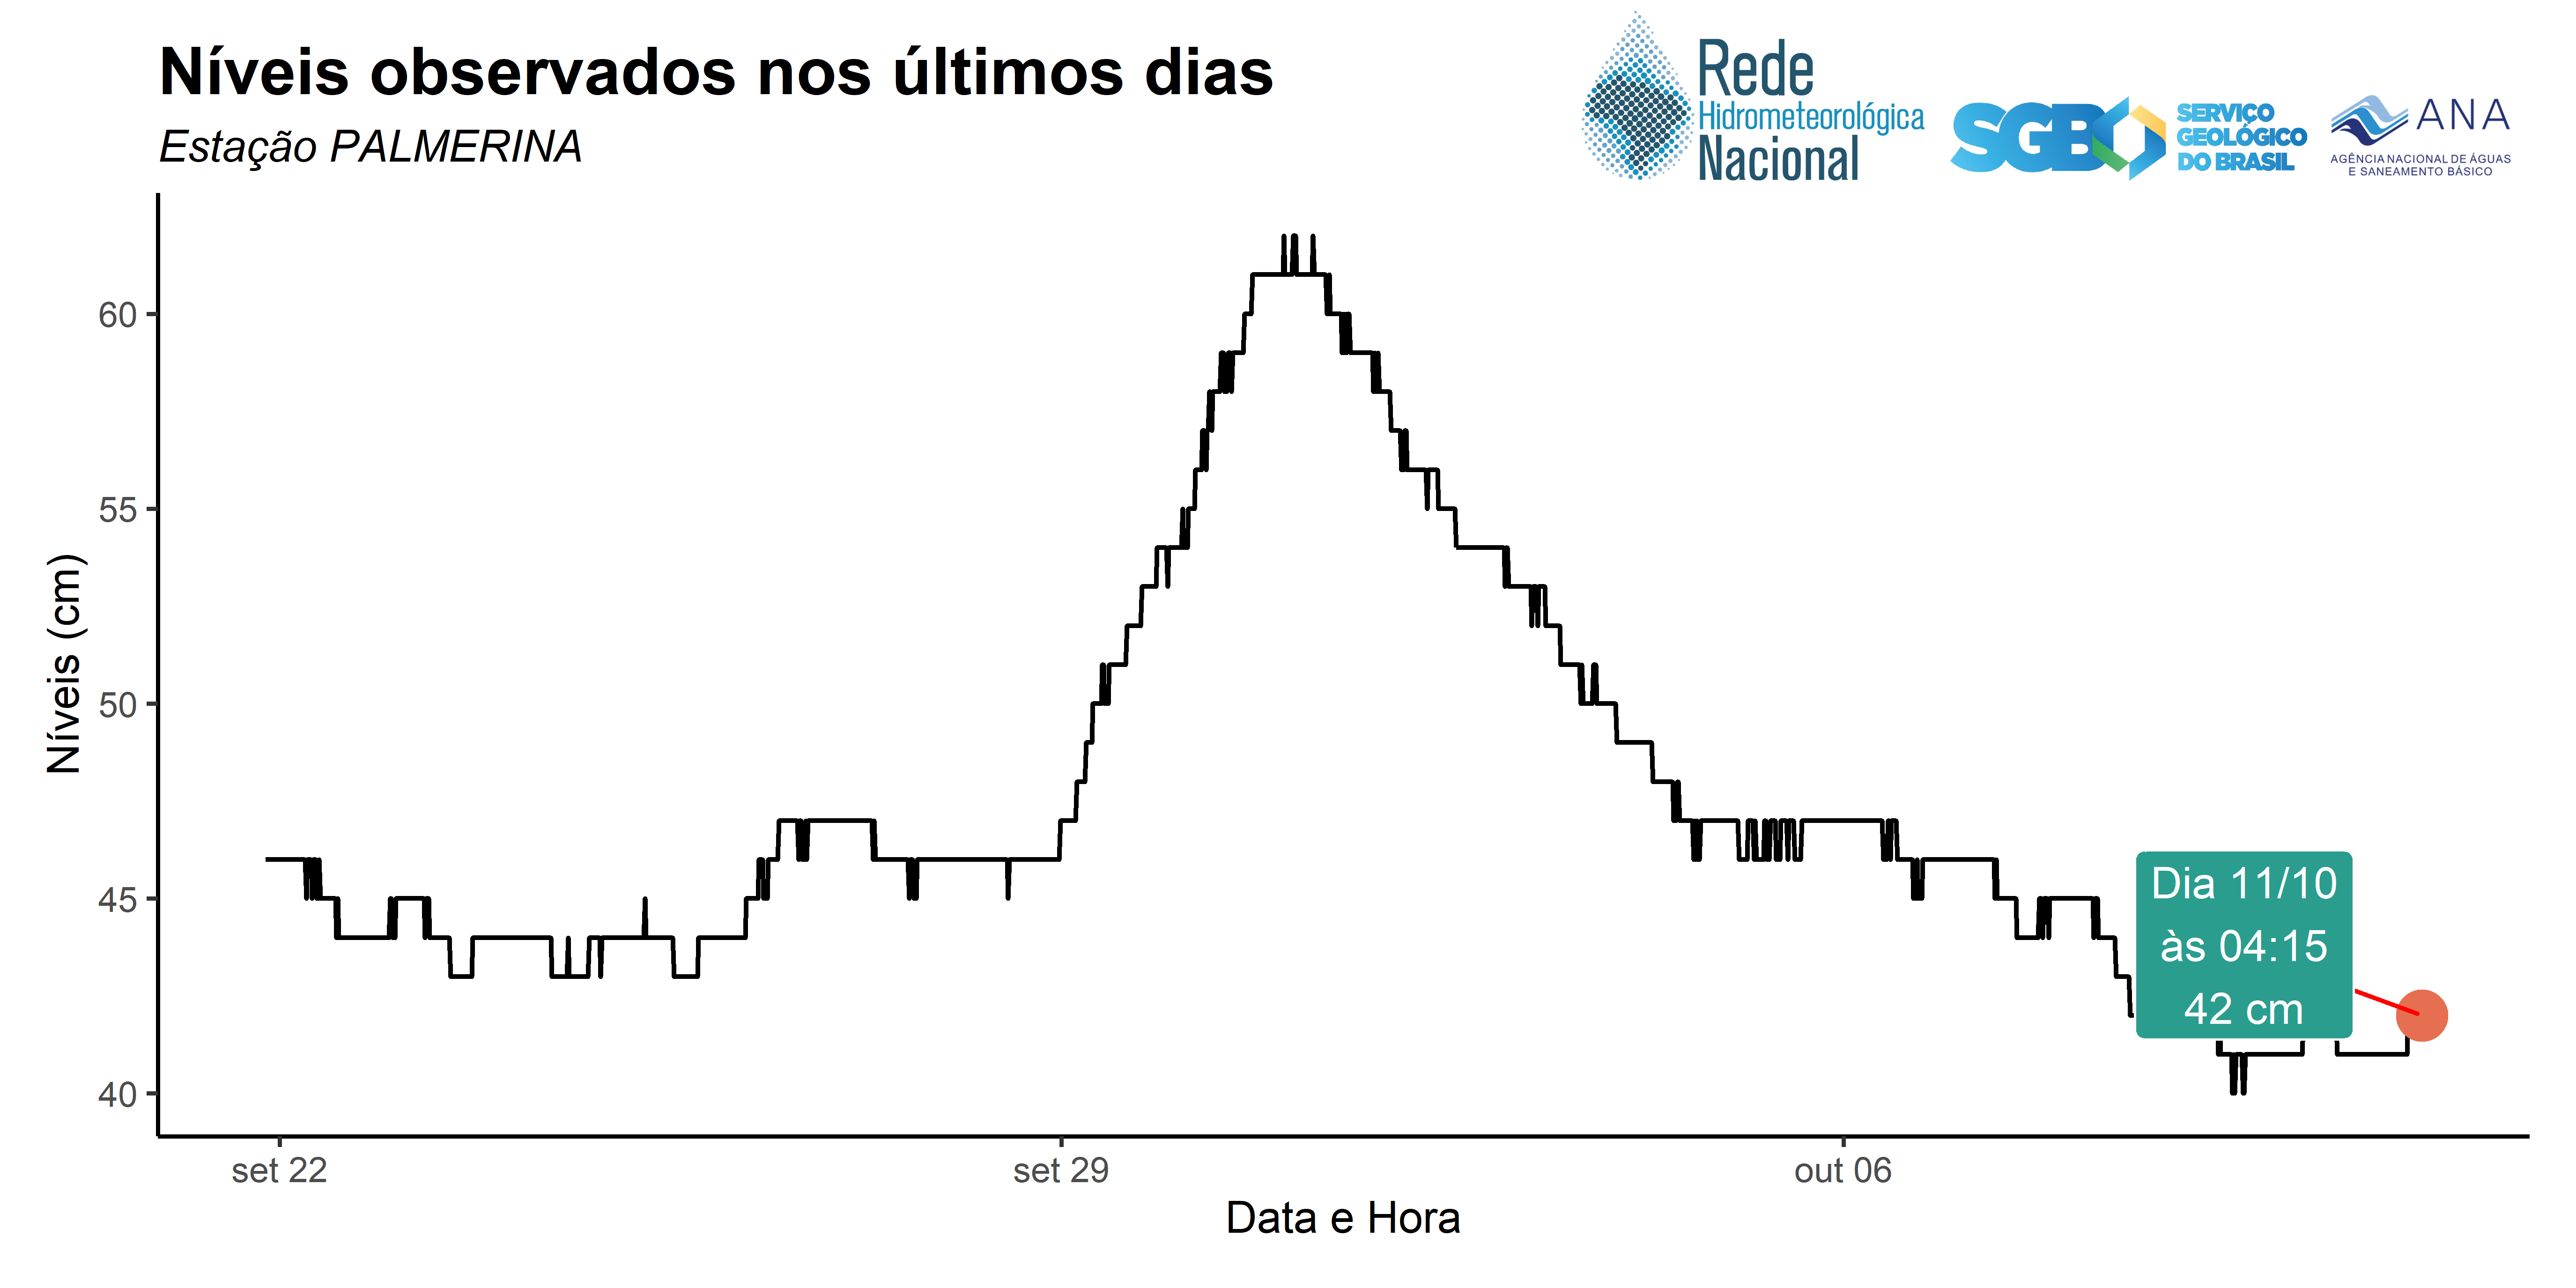 Níveis observados nos últimos dias
Estação PALMERINA
Rede
Hidrometeorológica
Nacional
SGB
SERVIÇO
GEOLÓGICO
DO BRASIL
ANA
AGÊNCIA NACIONAL DE ÁGUAS
E SANEAMENTO BÁSICO
Níveis (cm)
60
55
50
45
40
Dia 11/10
às 04:15
42 cm
set 22
set 29
out 06
Data e Hora